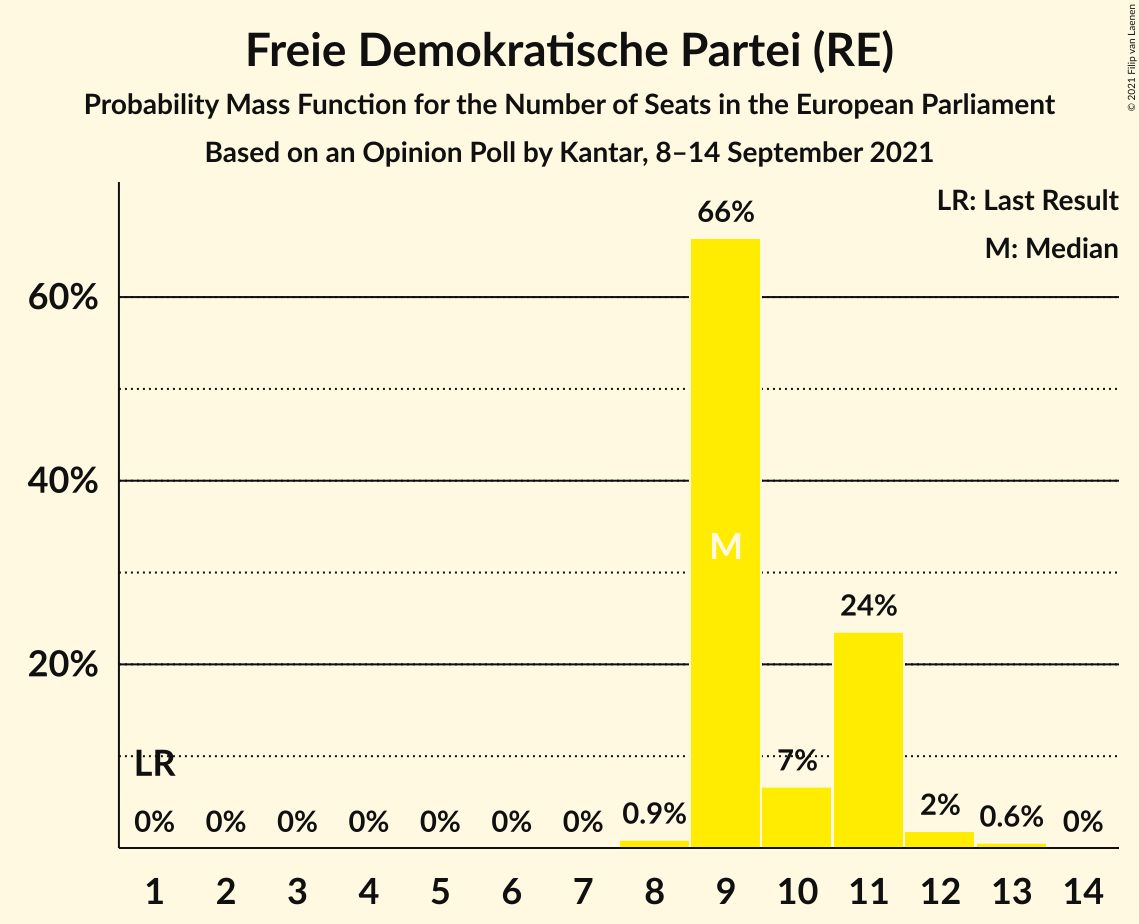 Freie Demokratische Partei (RE)
Probability Mass Function for the Number of Seats in the European Parliament
Based on an Opinion Poll by Kantar, 8–14 September 2021
© 2021 Filip van Laenen
LR: Last Result
M: Median
60%
40%
20%
66%
M
24%
LR
7%
0% 0% 0% 0% 0% 0% 0% 0.9% 2% 0.6% 0%
1 2 3 4 5 6 7 8 9 10 11 12 13 14